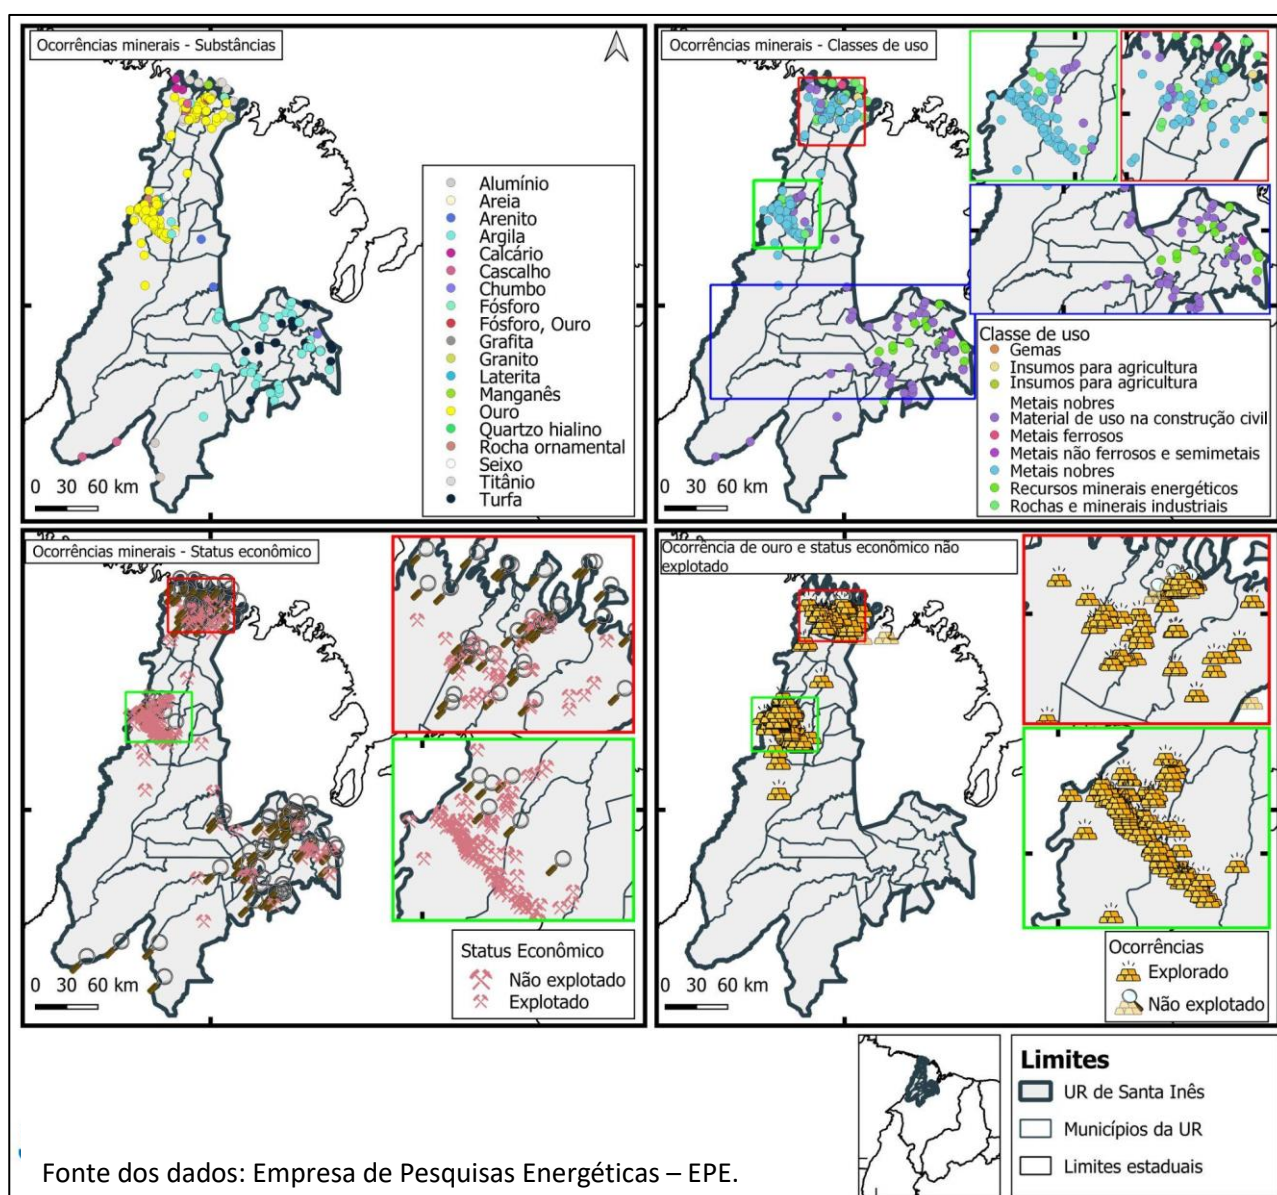 Ocorrências minerais - Substâncias
Alumínio
Areia
Arenito
Argila
Calcário
Cascalho
Chumbo
Fósforo
Fósforo, Ouro
Grafita
Granito
Laterita
Manganês
Ouro
Quartzo hialino
Rocha ornamental
Seixo
Titânio
Turfa
0 30 60 km
Ocorrências minerais - Classes de uso
Classe de uso
Gemas
Insumos para agricultura
Insumos para agricultura
Metais nobres
Material de uso na construção civil
Metais ferrosos
Metais não ferrosos e semimetais
Metais nobres
Recursos minerais energéticos
Rochas e minerais industriais
0 30 60 km
Ocorrências minerais - Status econômico
Status Econômico
Não explotado
Explotado
0 30 60 km
Ocorrência de ouro e status econômico não
explotado
Ocorrências
Explorado
Não explotado
0 30 60 km
Limites
UR de Santa Inês
Municípios da UR
Limites estaduais
Fonte dos dados: Empresa de Pesquisas Energéticas – EPE.